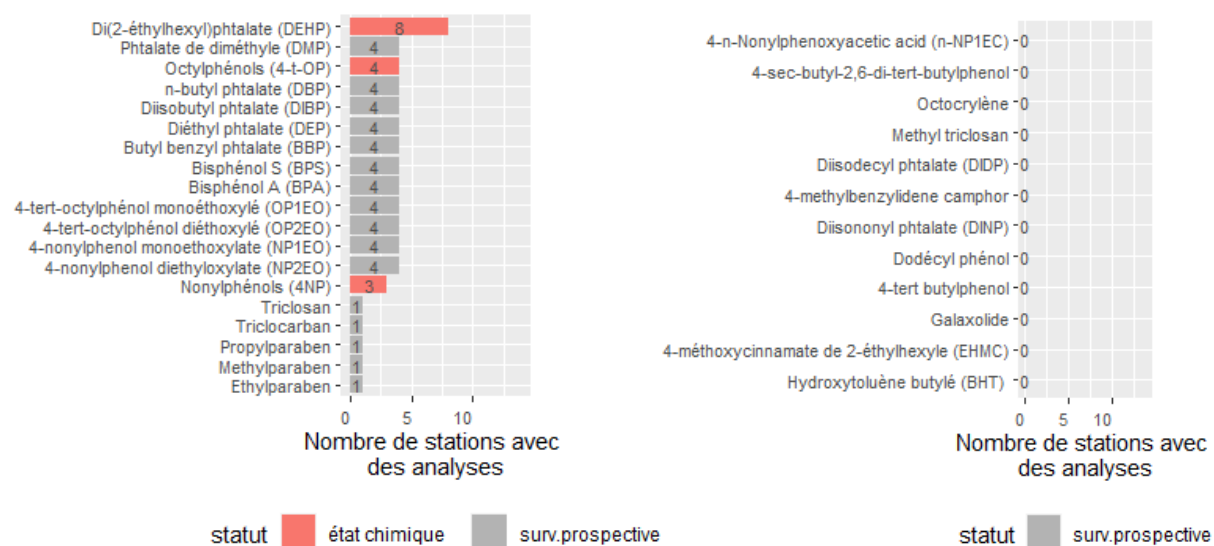 Di(2-éthylhexyl)phtalate (DEHP) 8
Phtalate de diméthyle (DMP) 4
Octylphénols (4-t-OP) 4
n-butyl phtalate (DBP) 4
Diisobutyl phtalate (DIBP) 4
Diéthyl phtalate (DEP) 4
Butyl benzyl phtalate (BBP) 4
Bisphénol S (BPS) 4
Bisphénol A (BPA) 4
4-tert-octylphénol monoéthoxylé (OP1EO) 4
4-tert-octylphénol diéthoxylé (OP2EO) 4
4-nonylphenol monoethoxylate (NP1EO) 4
4-nonylphenol diethyloxylate (NP2EO) 4
Nonylphénols (4NP) 3
Triclosan 1
Triclocarban 1
Propylparaben 1
Methylparaben 1
Ethylparaben 1
0 5 10
Nombre de stations avec
des analyses
statut état chimique surv.prospective
4-n-Nonylphenoxyacetic acid (n-NP1EC) 0
4-sec-butyl-2,6-di-tert-butylphenol 0
Octocrylène 0
Methyl triclosan 0
Diisodecyl phtalate (DIDP) 0
4-methylbenzylidene camphor 0
Diisononyl phtalate (DINP) 0
Dodécyl phénol 0
4-tert butylphenol 0
Galaxolide 0
4-méthoxycinnamate de 2-éthylhexyle (EHMC) 0
Hydroxytoluène butylé (BHT) 0
0 5 10
Nombre de stations avec
des analyses
statut surv.prospective